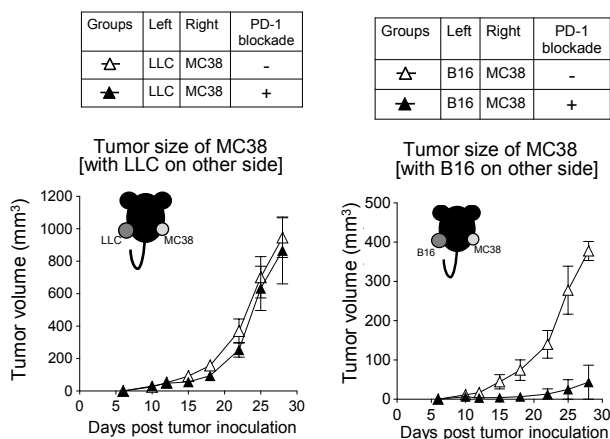 Groups Left Right PD-1 blockade
LLC MC38 -
LLC MC38 +
Tumor size of MC38
[with LLC on other side]
Tumor volume (mm3)
1200
1000
800
600
400
200
0
LLC
MC38
0 5 10 15 20 25 30
Days post tumor inoculation
Groups Left Right PD-1 blockade
B16 MC38 -
B16 MC38 +
Tumor size of MC38
[with B16 on other side]
Tumor volume (mm3)
500
400
300
200
100
0
B16
MC38
0 5 10 15 20 25 30
Days post tumor inoculation